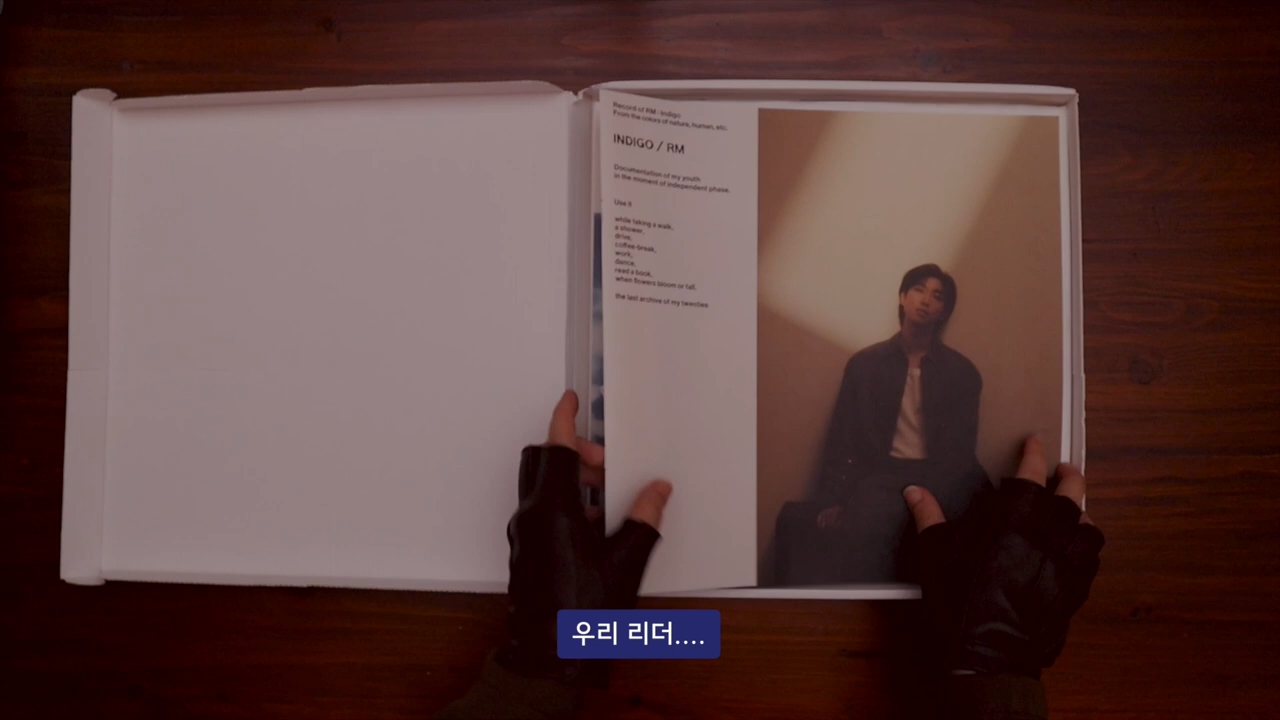 Record of RM : Indigo
From the colors of nature, human, etc.
INDIGO / RM
Documentation of my youth
in the moment of independent phase.
Use it
while taking a walk,
a shower,
drive,
coffee-break,
work,
dance,
read a book,
when flowers bloom or fall.
the last archive of my twenties
우리 리더....